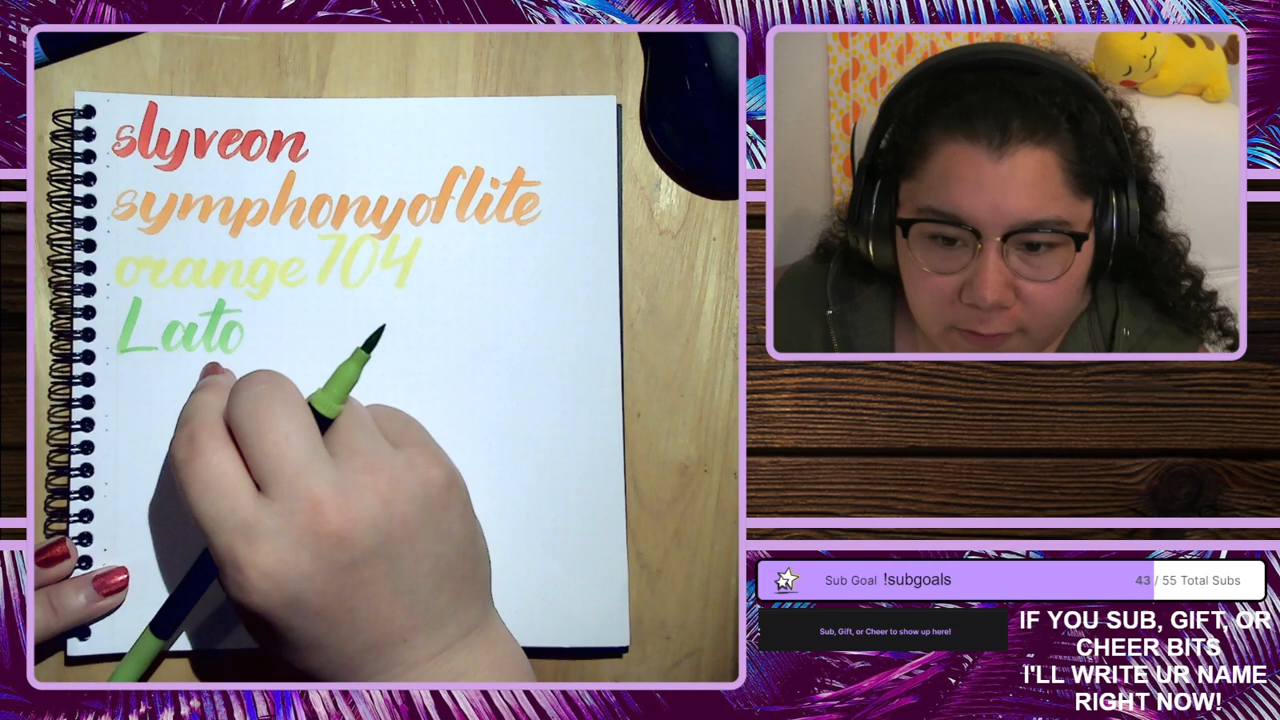 slyveon
symphonyoflite
orange704
Lato
Sub Goal !subgoals 43 / 55 Total Subs
Sub, Gift, or Cheer to show up here!
IF YOU SUB, GIFT, OR
CHEER BITS
I'LL WRITE UR NAME
RIGHT NOW!